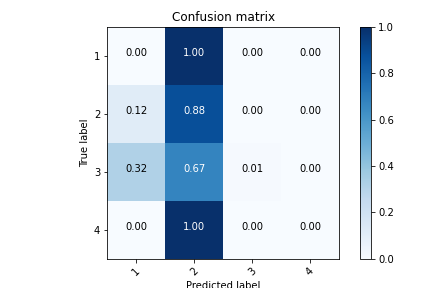 Confusion matrix
True label
1 0.00 1.00 0.00 0.00
2 0.12 0.88 0.00 0.00
3 0.32 0.67 0.01 0.00
4 0.00 1.00 0.00 0.00
1 2 3 4
Predicted label
1.0
0.8
0.6
0.4
0.2
0.0